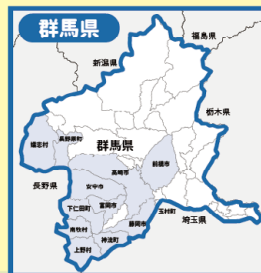 群馬県
福島県
新潟県
栃木県
嬬恋村
長野原町
群馬県
前橋市
高崎市
長野県
安中市
下仁田町
富岡市
玉村町
埼玉県
藤岡市
南牧村
神流町
上野村